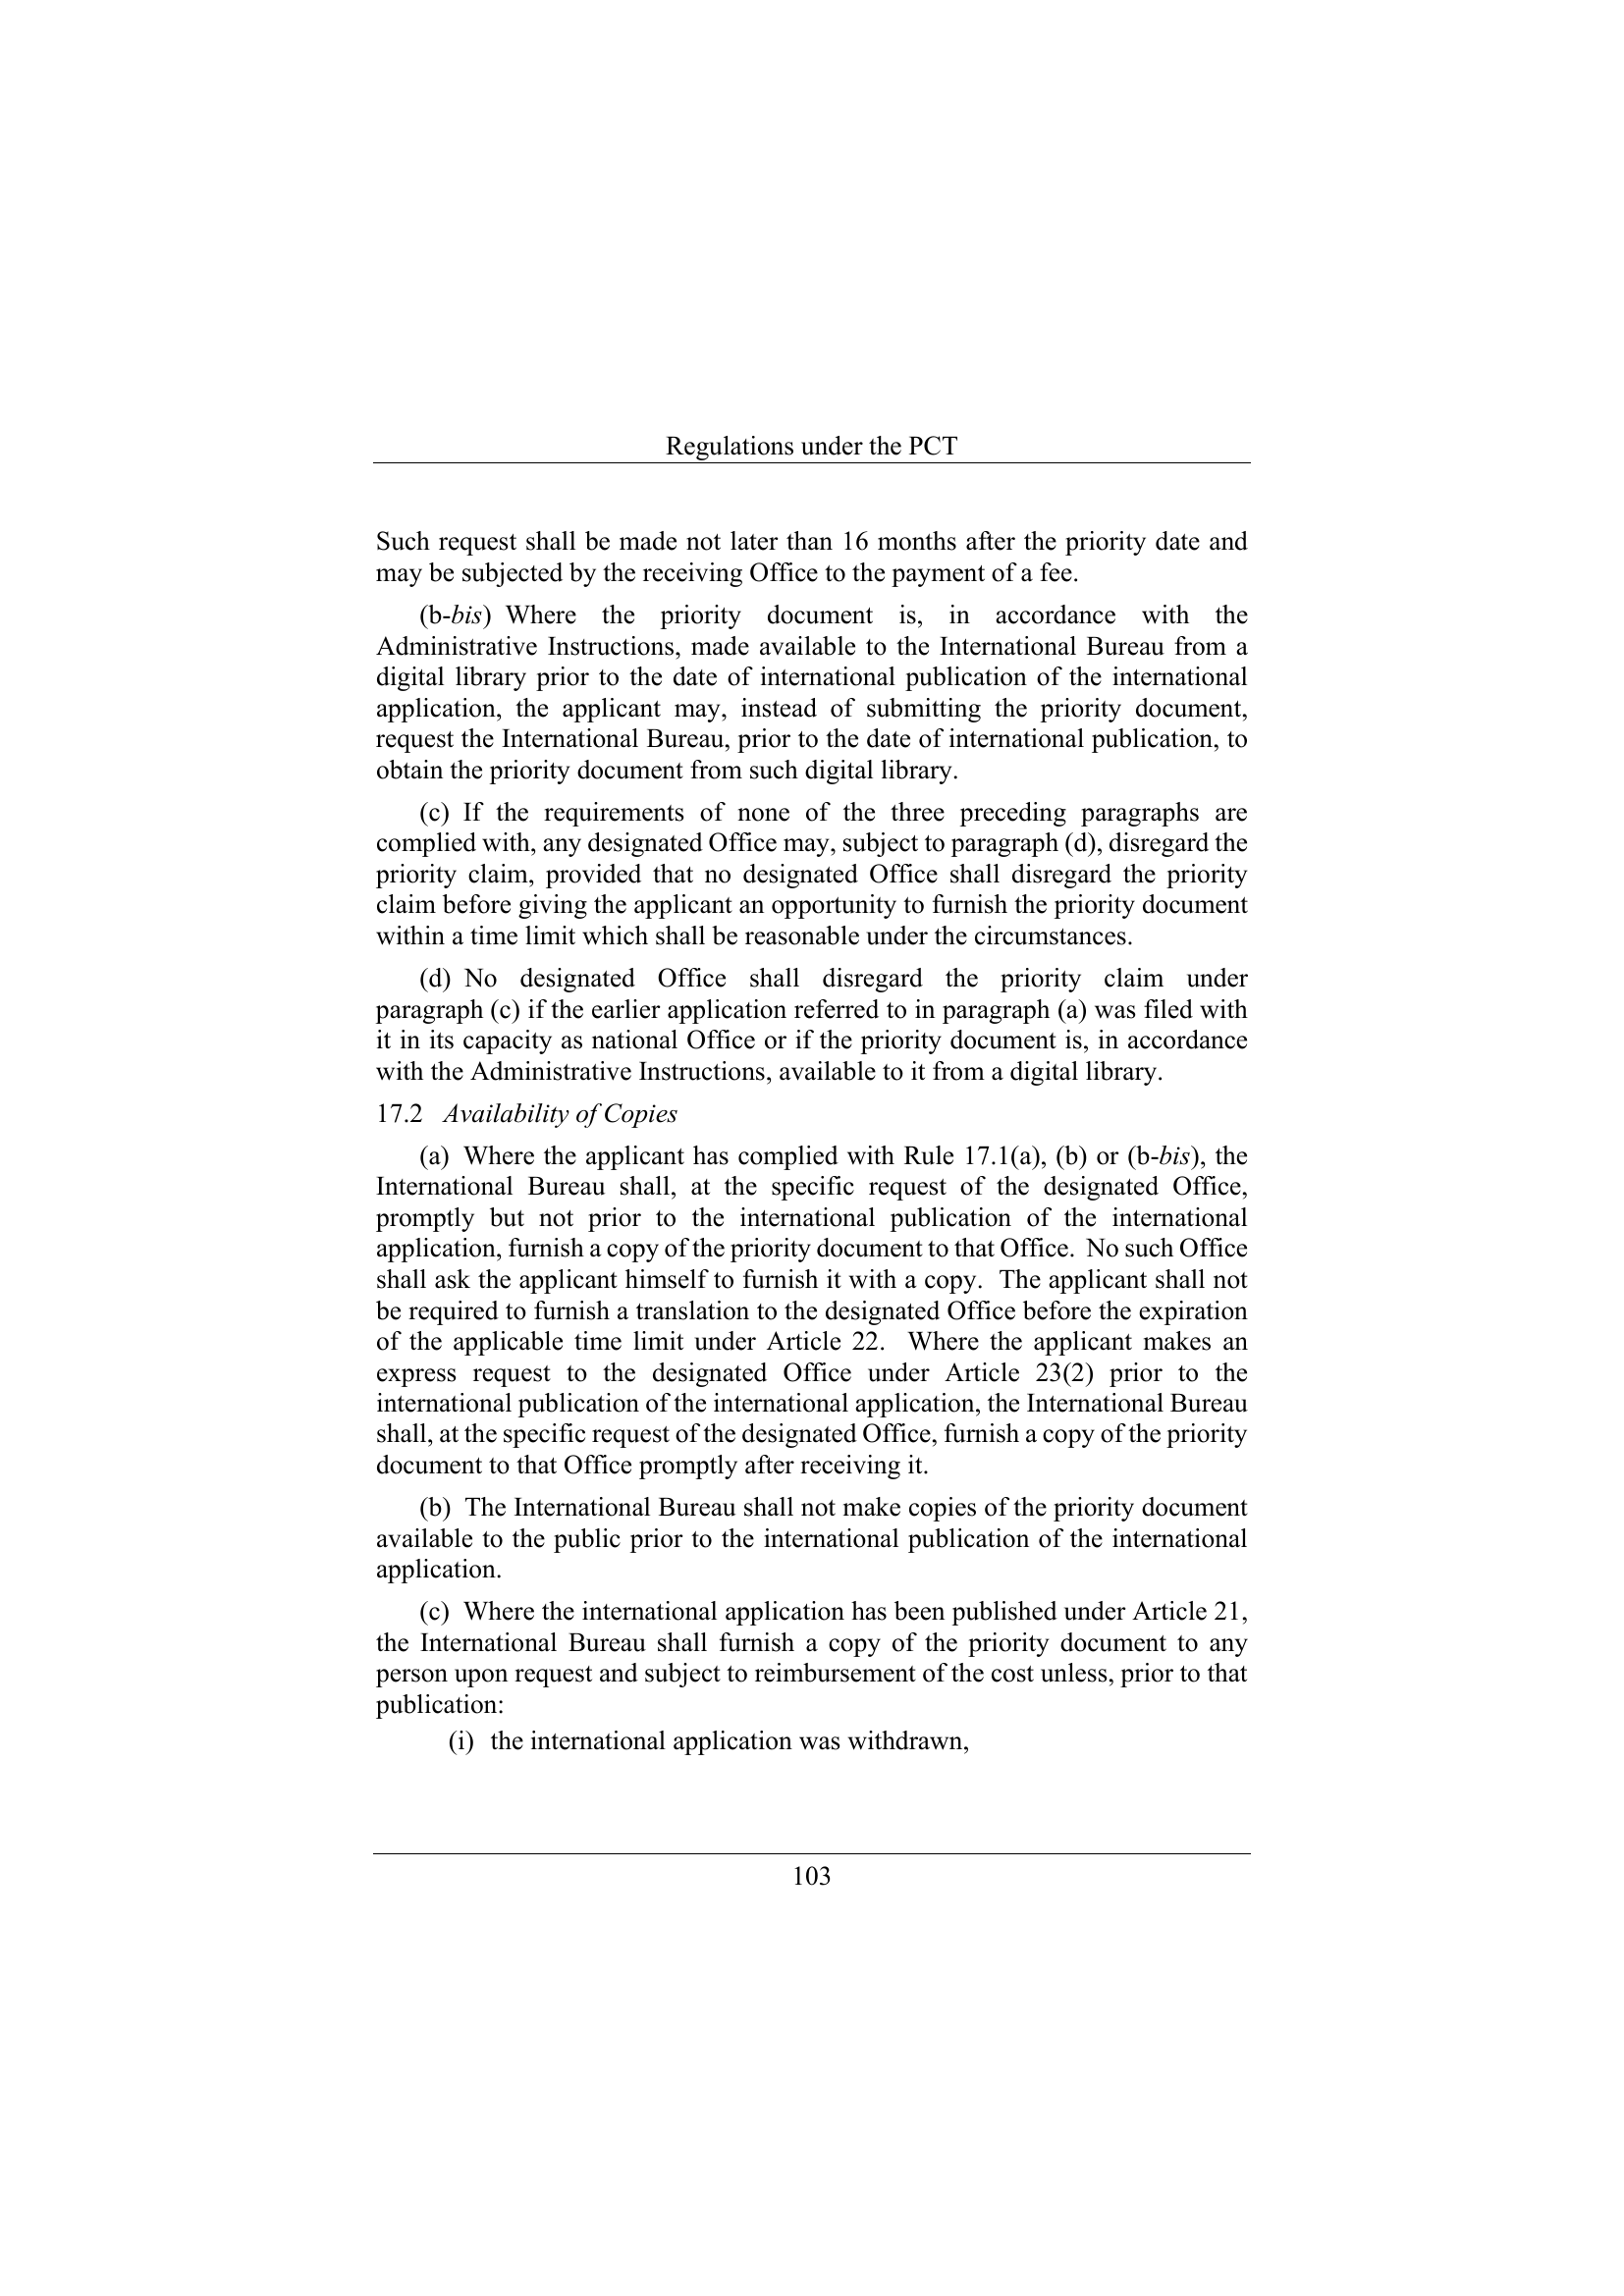 Regulations under the PCT
Such request shall be made not later than 16 months after the priority date and
may be subjected by the receiving Office to the payment of a fee.
(b-bis) Where the priority document is, in accordance with the
Administrative Instructions, made available to the International Bureau from a
digital library prior to the date of international publication of the international
application, the applicant may, instead of submitting the priority document,
request the International Bureau, prior to the date of international publication, to
obtain the priority document from such digital library.
(c) If the requirements of none of the three preceding paragraphs are
complied with, any designated Office may, subject to paragraph (d), disregard the
priority claim, provided that no designated Office shall disregard the priority
claim before giving the applicant an opportunity to furnish the priority document
within a time limit which shall be reasonable under the circumstances.
(d) No designated Office shall disregard the priority claim under
paragraph (c) if the earlier application referred to in paragraph (a) was filed with
it in its capacity as national Office or if the priority document is, in accordance
with the Administrative Instructions, available to it from a digital library.
17.2 Availability of Copies
(a) Where the applicant has complied with Rule 17.1(a), (b) or (b-bis), the
International Bureau shall, at the specific request of the designated Office,
promptly but not prior to the international publication of the international
application, furnish a copy of the priority document to that Office. No such Office
shall ask the applicant himself to furnish it with a copy. The applicant shall not
be required to furnish a translation to the designated Office before the expiration
of the applicable time limit under Article 22. Where the applicant makes an
express request to the designated Office under Article 23(2) prior to the
international publication of the international application, the International Bureau
shall, at the specific request of the designated Office, furnish a copy of the priority
document to that Office promptly after receiving it.
(b) The International Bureau shall not make copies of the priority document
available to the public prior to the international publication of the international
application.
(c) Where the international application has been published under Article 21,
the International Bureau shall furnish a copy of the priority document to any
person upon request and subject to reimbursement of the cost unless, prior to that
publication:
(i) the international application was withdrawn,
103